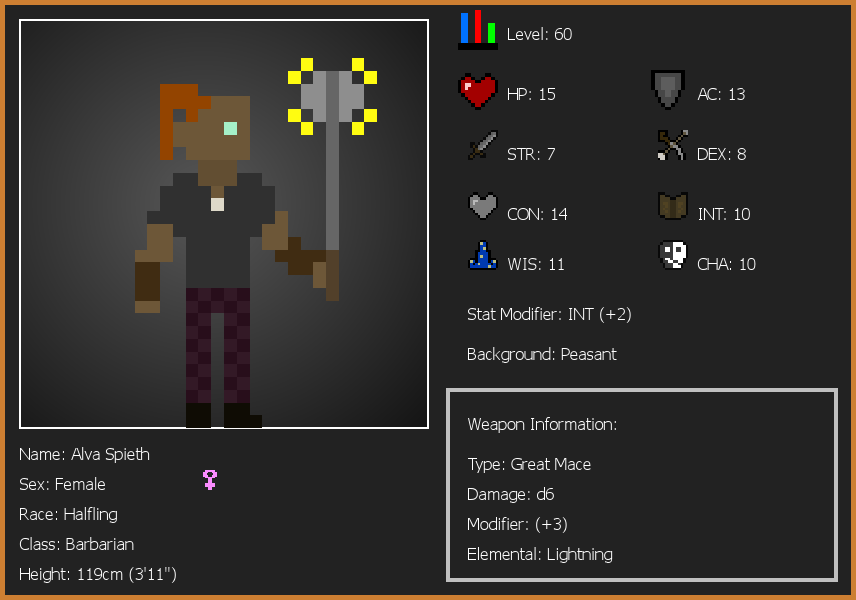 Level: 60
HP: 15
AC: 13
STR: 7
DEX: 8
CON: 14
INT: 10
WIS: 11
CHA: 10
Stat Modifier: INT (+2)
Background: Peasant
Weapon Information:
Type: Great Mace
Damage: d6
Modifier: (+3)
Elemental: Lightning
Name: Alva Spieth
Sex: Female
Race: Halfling
Class: Barbarian
Height: 119cm (3'11")